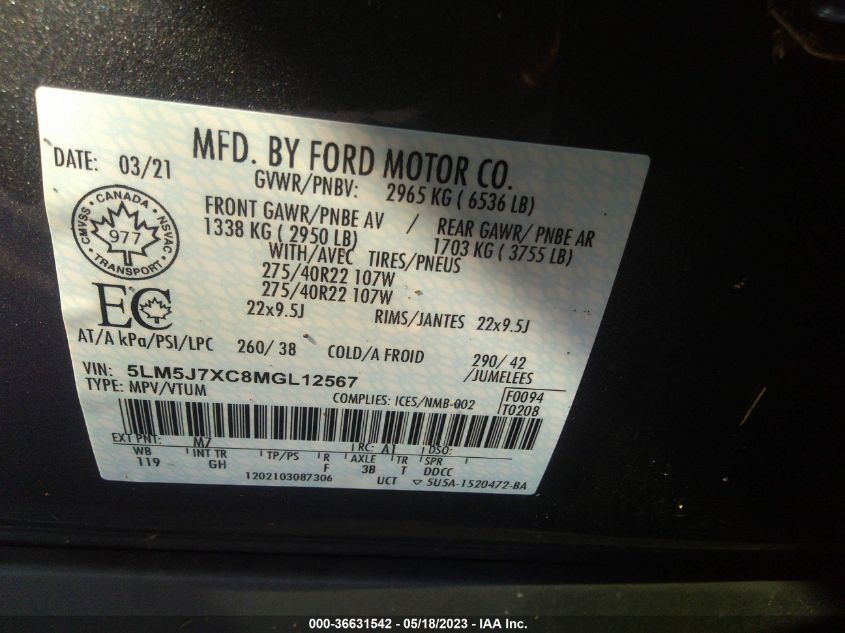 MFD. BY FORD MOTOR CO.
DATE: 03/21
GVWR/PNBV: 2965 KG ( 6536 LB)
FRONT GAWR/PNBE AV / REAR GAWR/ PNBE AR
1338 KG ( 2950 LB) 1703 KG ( 3755 LB)
WITH/AVEC TIRES/PNEUS
275/40R22 107W
275/40R22 107W
22x9.5J RIMS/JANTES 22x9.5J
CANADA
CMVSS 977 NSVAC
TRANSPORT
EC
AT/A kPa/PSI/LPC 260/ 38 COLD/A FROID 290/ 42
/JUMELEES
VIN: 5LM5J7XC8MGL12567
TYPE: MPV/VTUM
COMPLIES: ICES/NMB-002
F0094
T0208
EXT PNT: M7 RC: A1 DSO:
WB INT TR TP/PS R AXLE TR SPR
119 GH F 3B T DDCC
1202103087306 UCT 5U5A-1520472-BA
000-36631542 - 05/18/2023 - IAA Inc.